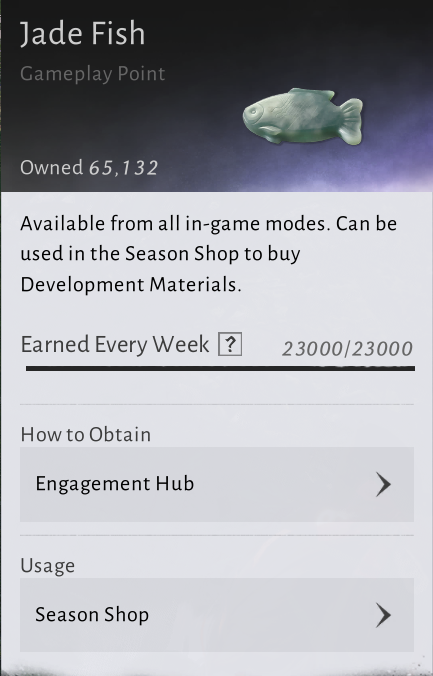 Jade Fish
Gameplay Point
Owned 65,132
Available from all in-game modes. Can be
used in the Season Shop to buy
Development Materials.
Earned Every Week ? 23000/23000
How to Obtain
Engagement Hub
Usage
Season Shop